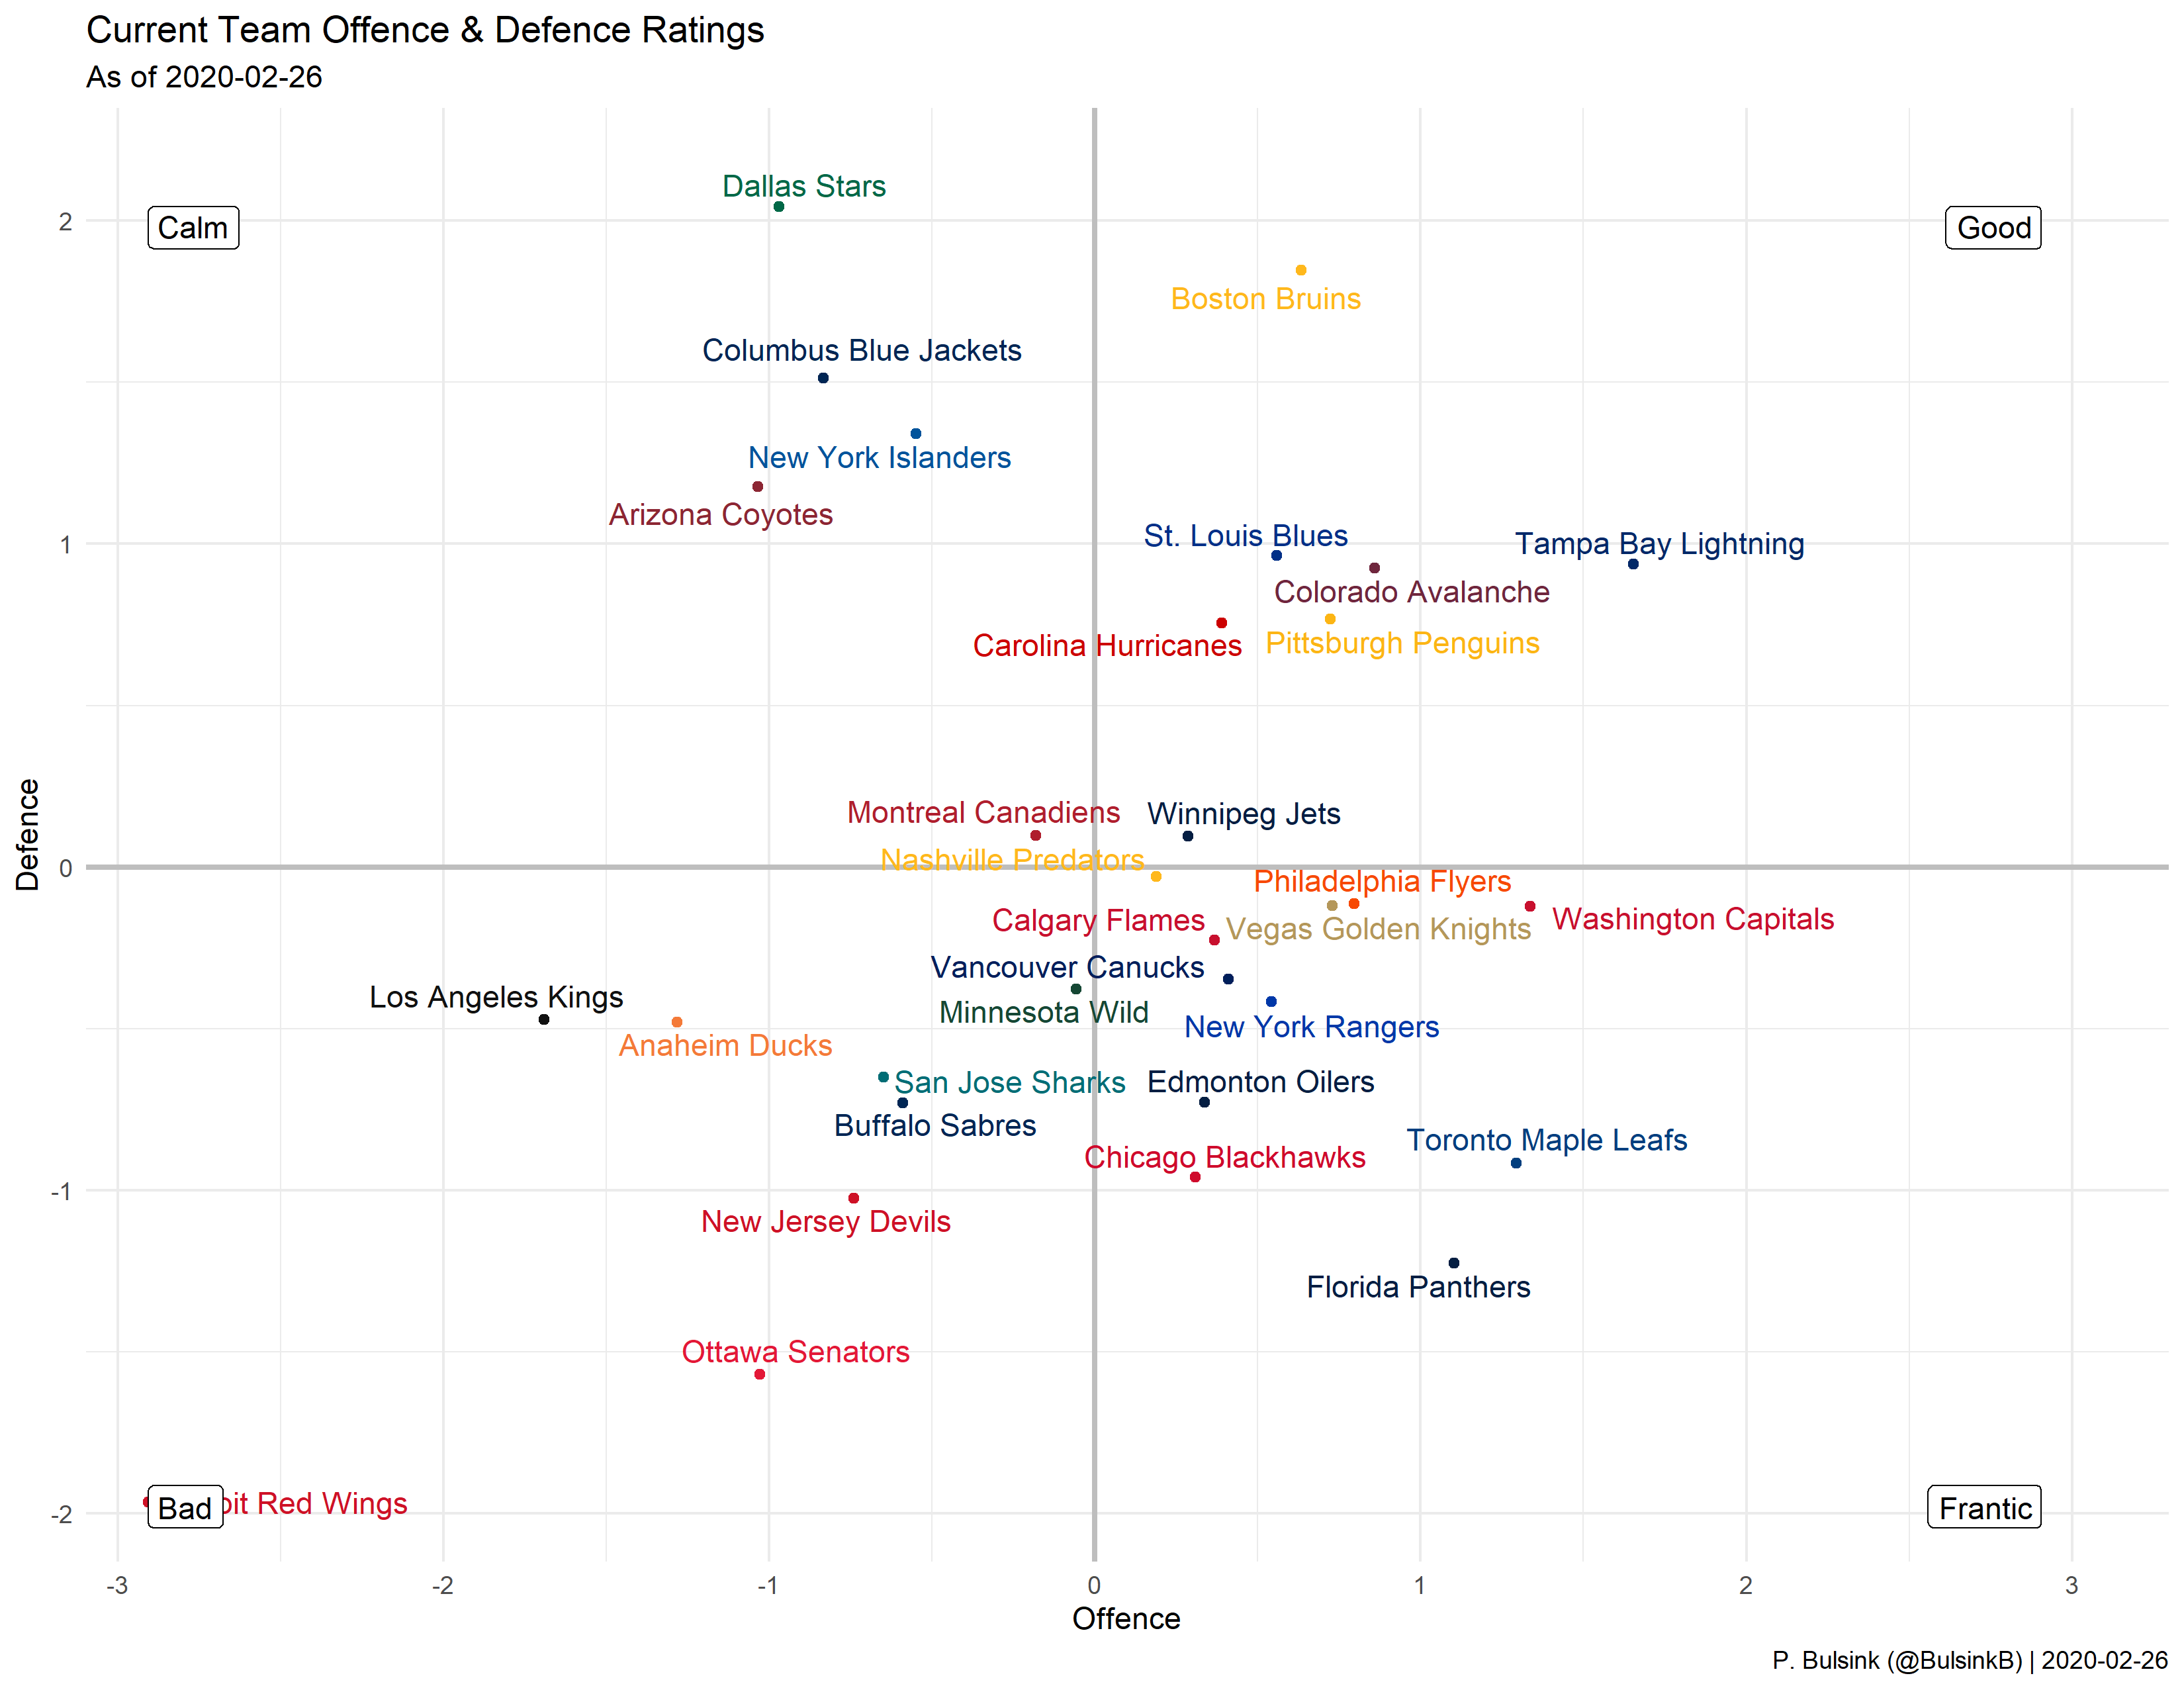 Current Team Offence & Defence Ratings
As of 2020-02-26
Dallas Stars
Calm
Good
Boston Bruins
Columbus Blue Jackets
New York Islanders
Arizona Coyotes
St. Louis Blues
Tampa Bay Lightning
Colorado Avalanche
Carolina Hurricanes
Pittsburgh Penguins
Montreal Canadiens
Winnipeg Jets
Nashville Predators
Philadelphia Flyers
Calgary Flames
Vegas Golden Knights
Washington Capitals
Vancouver Canucks
Los Angeles Kings
Minnesota Wild
New York Rangers
Anaheim Ducks
San Jose Sharks
Edmonton Oilers
Buffalo Sabres
Toronto Maple Leafs
Chicago Blackhawks
New Jersey Devils
Florida Panthers
Ottawa Senators
Bad
Red Wings
Frantic
2
1
0
-1
-2
Defence
-3 -2 -1 0 1 2 3
Offence
P. Bulsink (@BulsinkB) | 2020-02-26